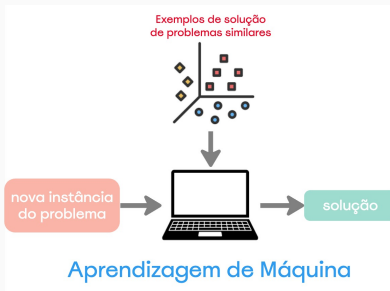 Exemplos de solução
de problemas similares
nova instância
do problema
solução
Aprendizagem de Máquina